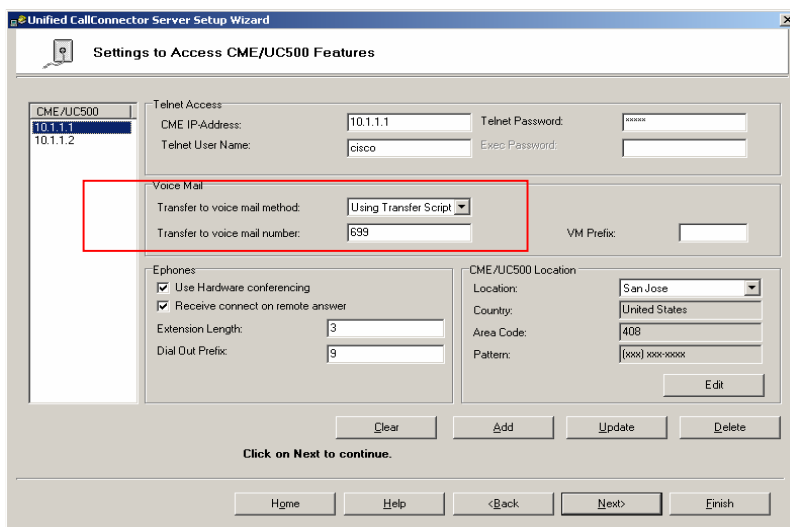 Unified CallConnector Server Setup Wizard
Settings to Access CME/UC500 Features
CME/UC500
10.1.1.1
10.1.1.2
Telnet Access
CME IP-Address: 10.1.1.1 Telnet Password: xxxxx
Telnet User Name: cisco Exec Password:
Voice Mail
Transfer to voice mail method: Using Transfer Script
Transfer to voice mail number: 699 VM Prefix:
Ephones
Use Hardware conferencing
Receive connect on remote answer
Extension Length: 3
Dial Out Prefix: 9
CME/UC500 Location
Location: San Jose
Country: United States
Area Code: 408
Pattern: (xxx) xxx-xxxx
Edit
Clear Add Update Delete
Click on Next to continue.
Home Help <Back Next> Finish